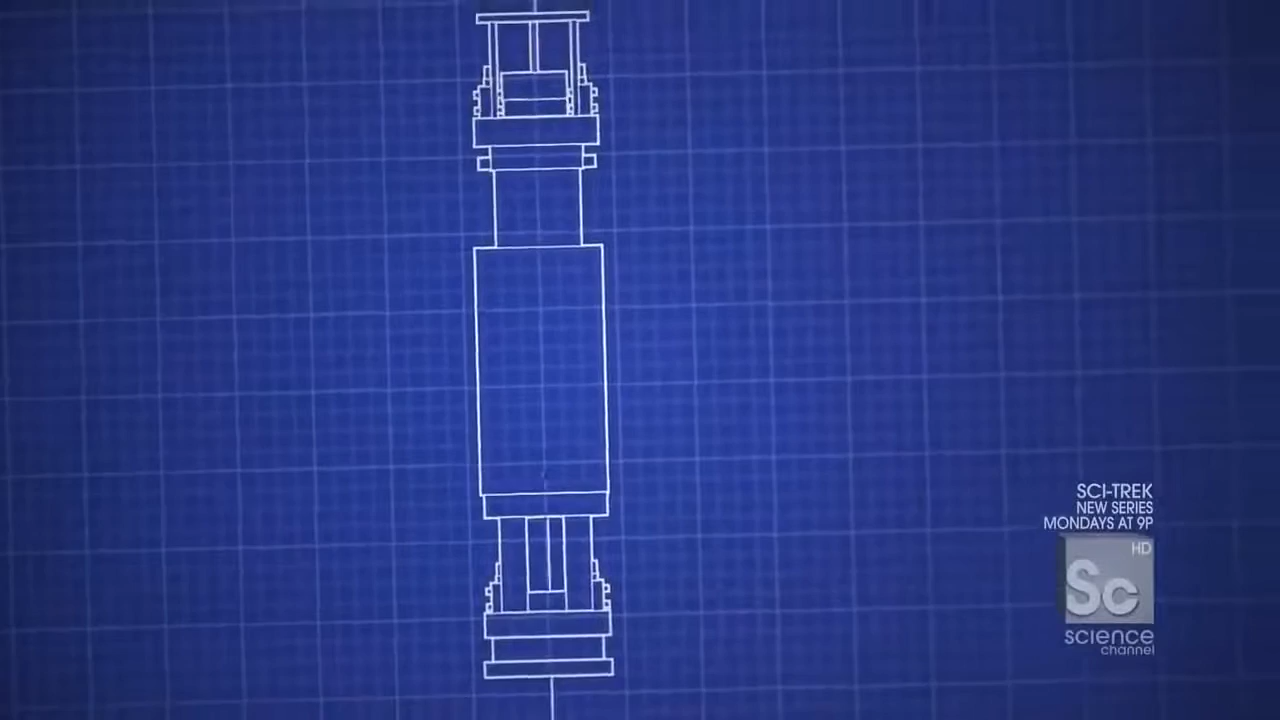 SCI-TREK
NEW SERIES
MONDAYS AT 9P
HD
Sc
science
channel